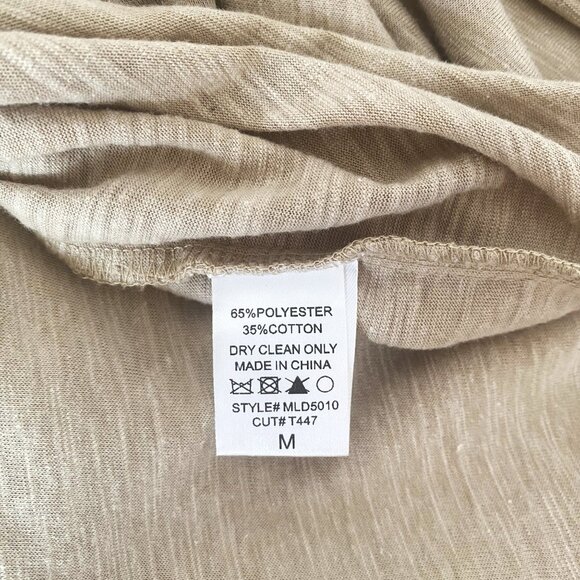 65%POLYESTER
35%COTTON
DRY CLEAN ONLY
MADE IN CHINA
STYLE# MLD5010
CUT# T447
M